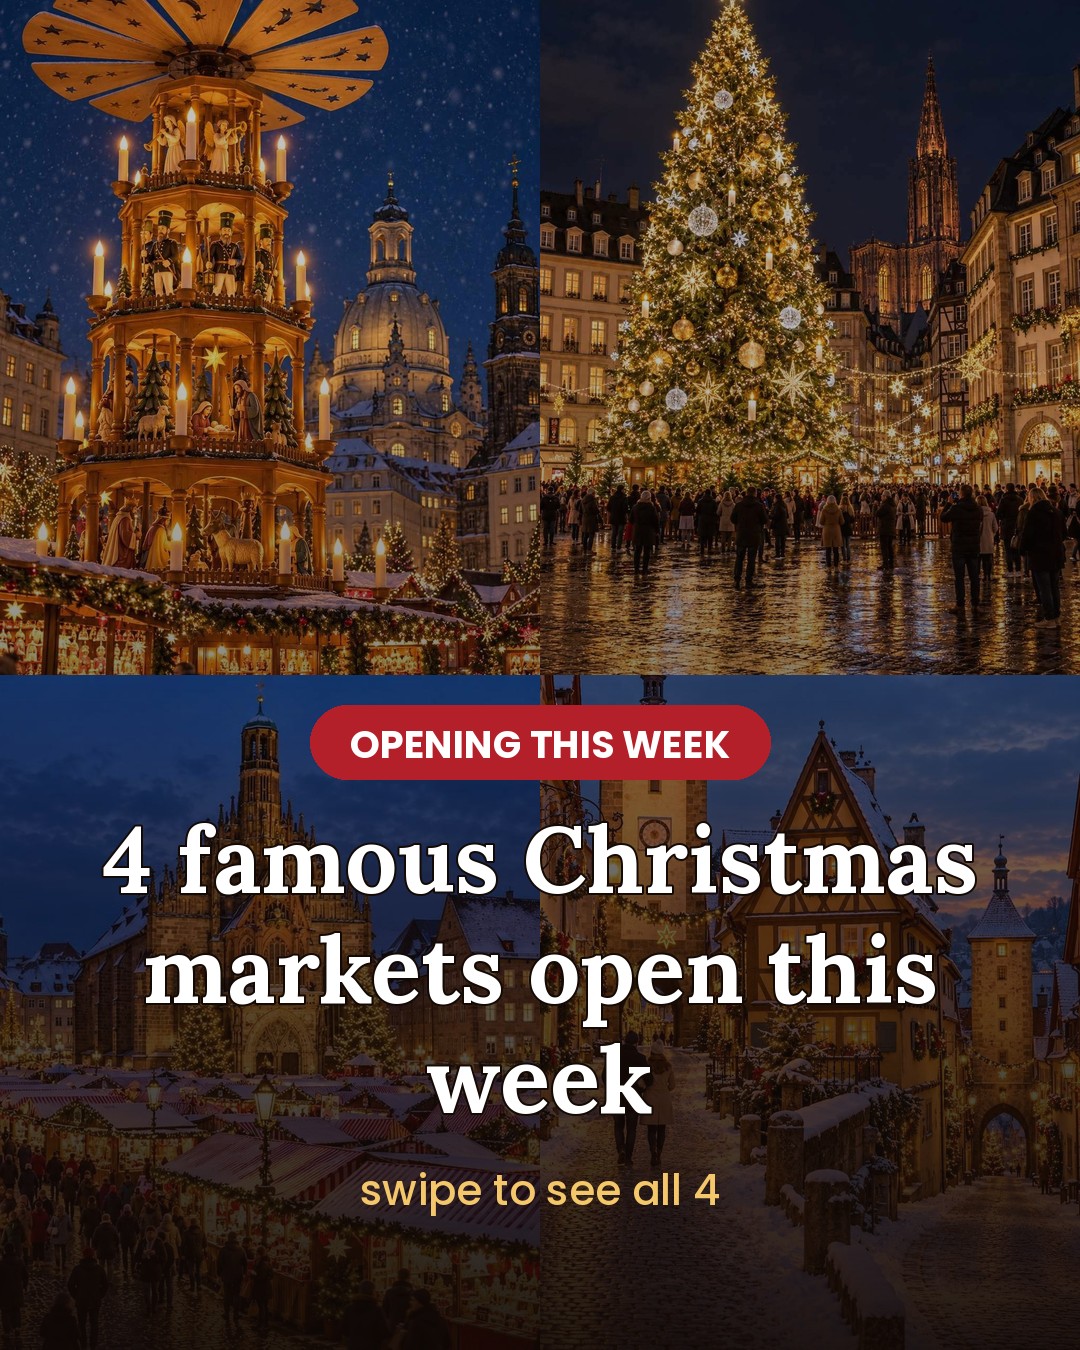 OPENING THIS WEEK
4 famous Christmas
markets open this
week
swipe to see all 4